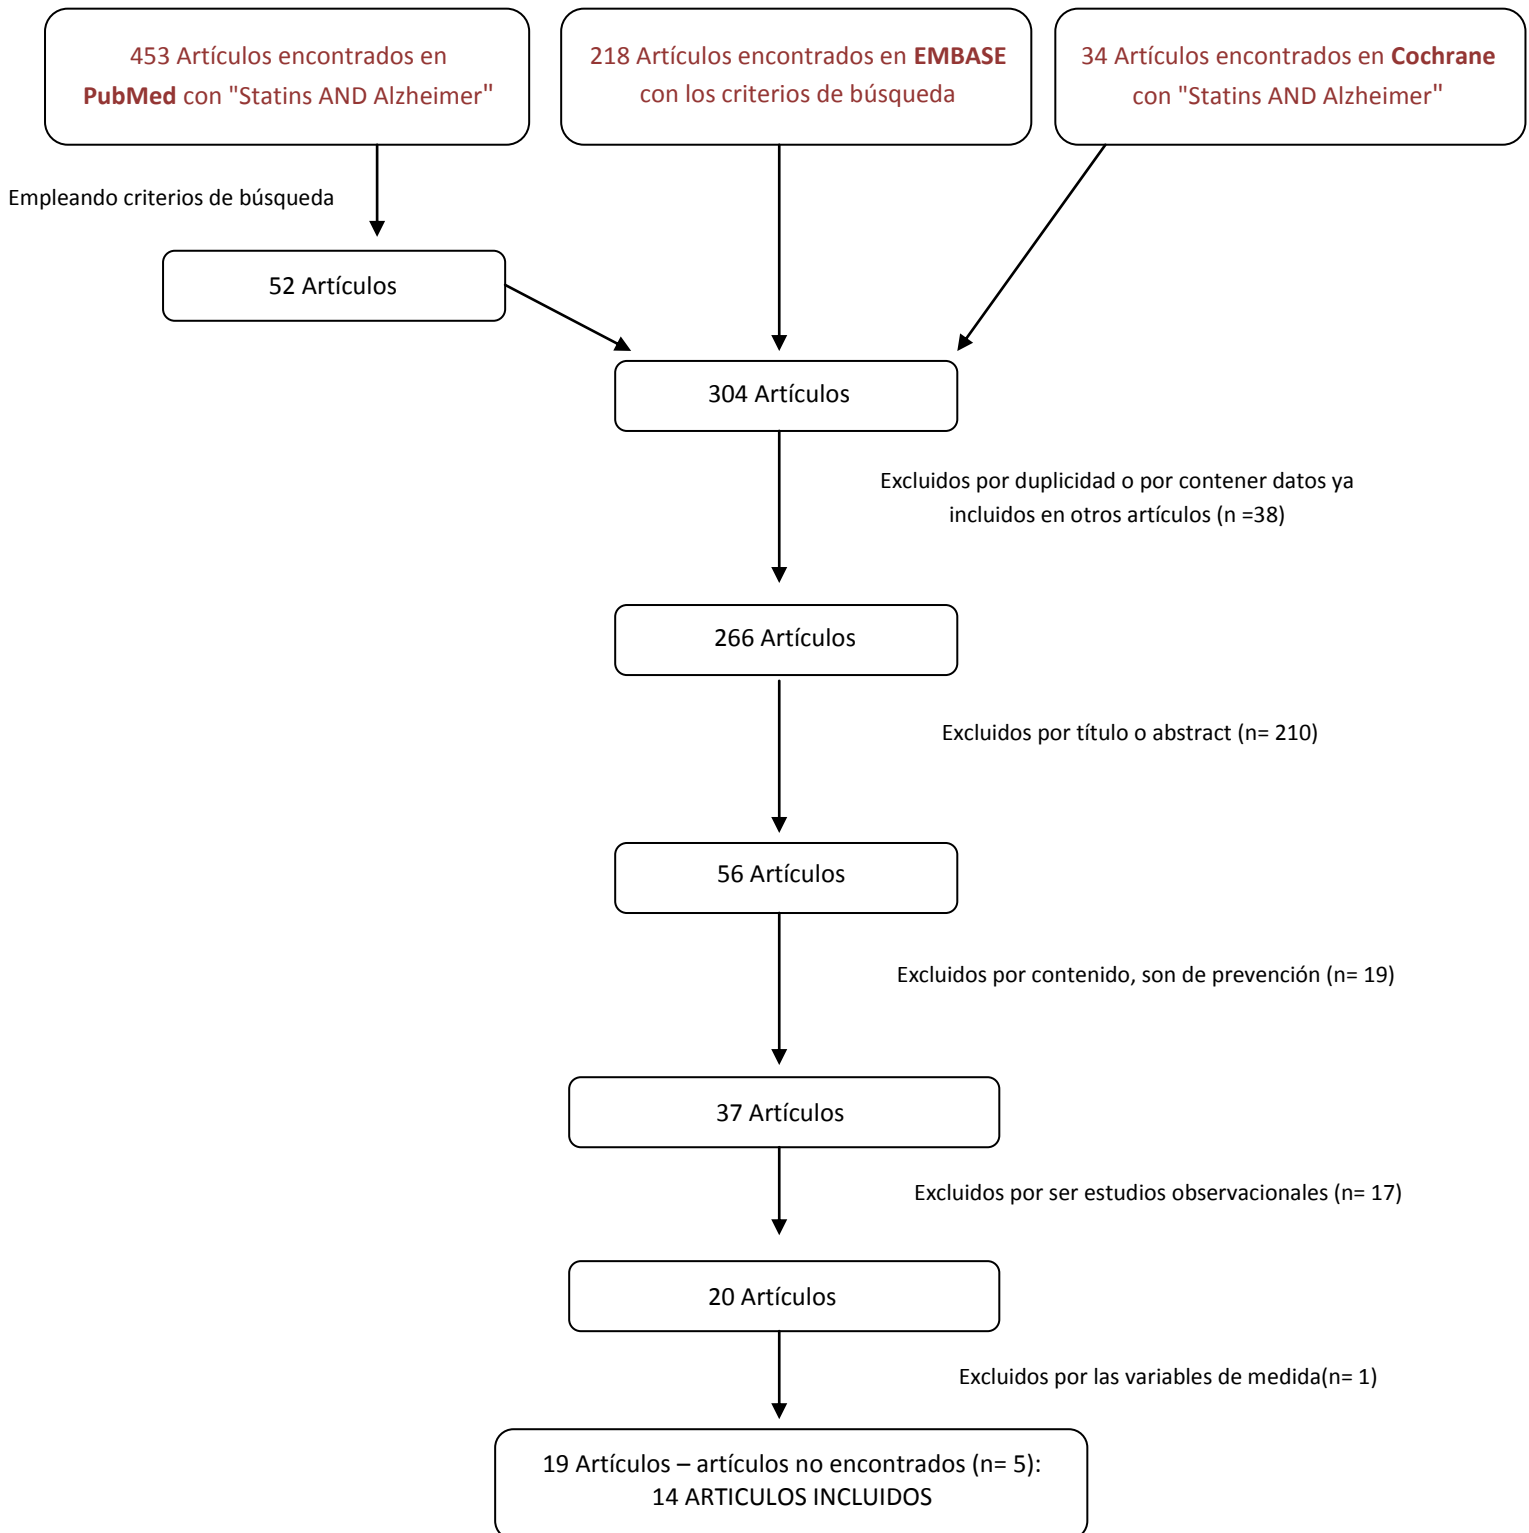 453 Artículos encontrados en
PubMed con "Statins AND Alzheimer"
218 Artículos encontrados en EMBASE
con los criterios de búsqueda
34 Artículos encontrados en Cochrane
con "Statins AND Alzheimer"
Empleando criterios de búsqueda
52 Artículos
304 Artículos
Excluidos por duplicidad o por contener datos ya
incluidos en otros artículos (n =38)
266 Artículos
Excluidos por título o abstract (n= 210)
56 Artículos
Excluidos por contenido, son de prevención (n= 19)
37 Artículos
Excluidos por ser estudios observacionales (n= 17)
20 Artículos
Excluidos por las variables de medida(n= 1)
19 Artículos – artículos no encontrados (n= 5):
14 ARTICULOS INCLUIDOS